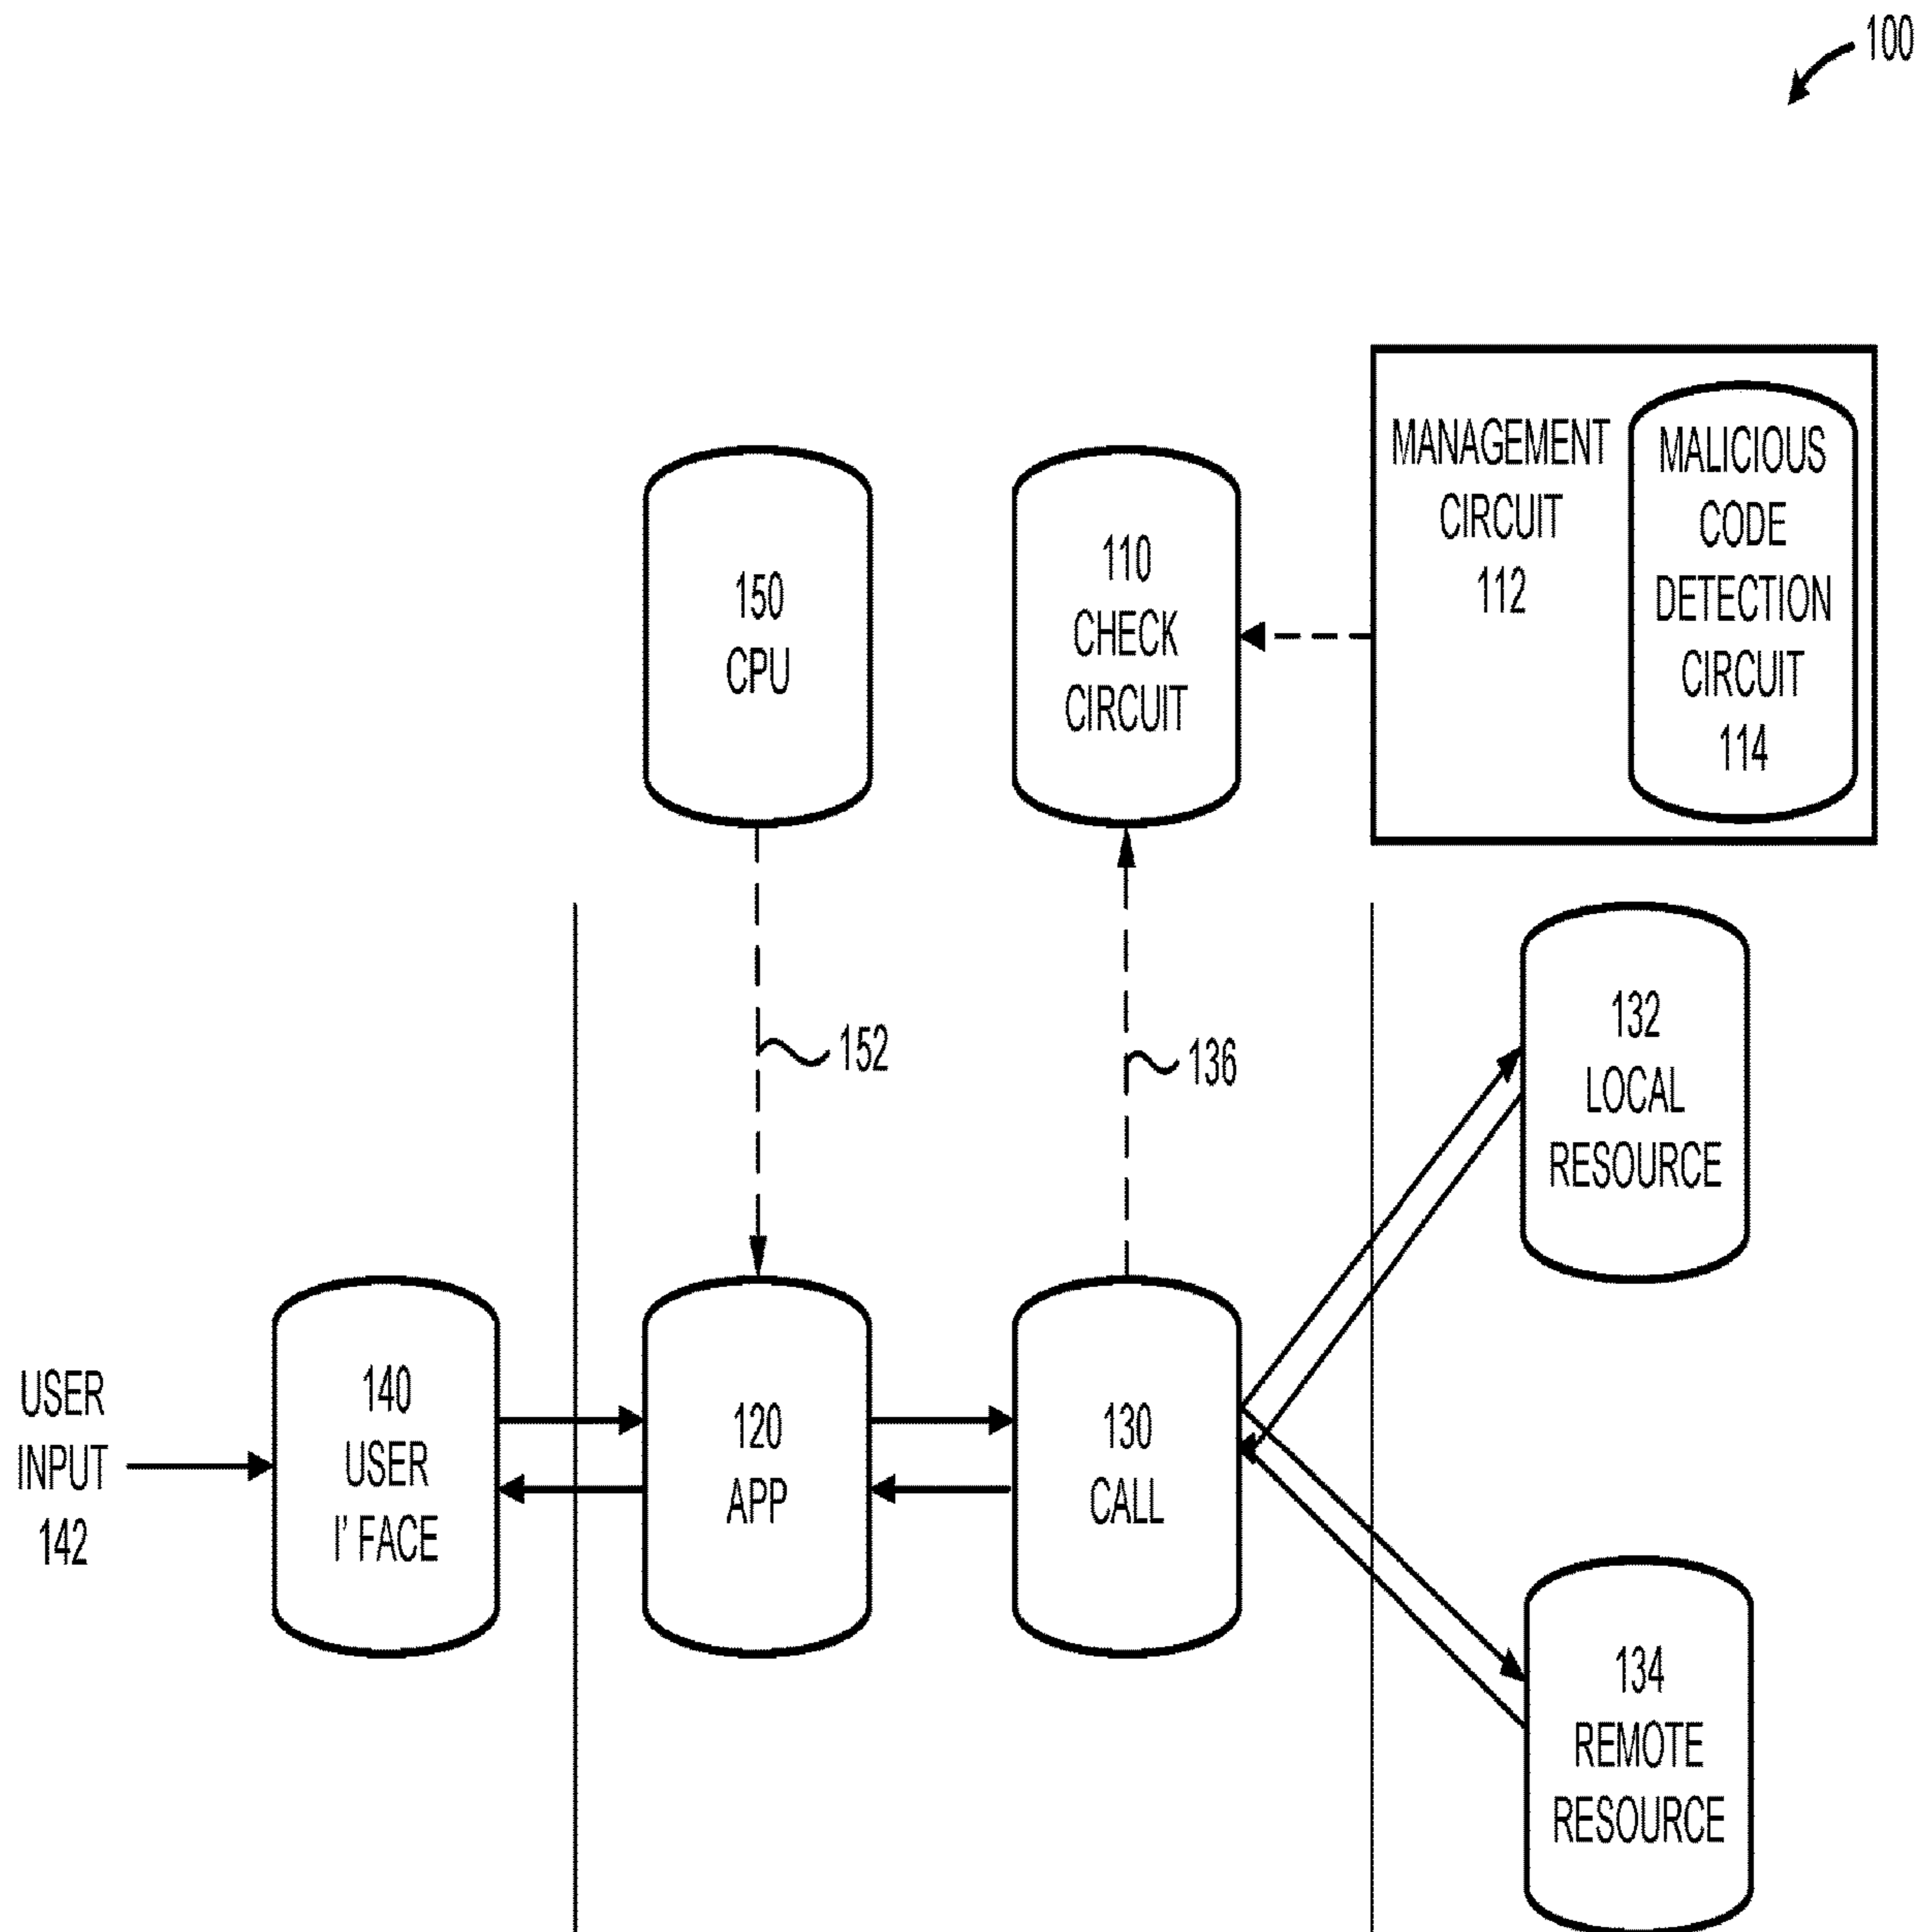 100
MANAGEMENT
CIRCUIT
112
MALICIOUS
CODE
DETECTION
CIRCUIT
114
150
CPU
110
CHECK
CIRCUIT
152
136
132
LOCAL
RESOURCE
USER
INPUT
142
140
USER
I' FACE
120
APP
130
CALL
134
REMOTE
RESOURCE